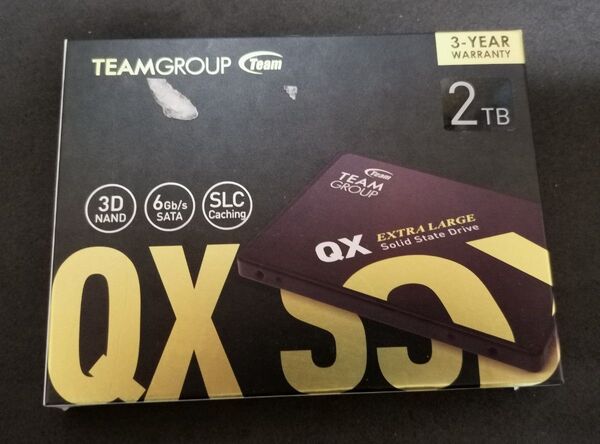 TEAMGROUP Team
3-YEAR
WARRANTY
2TB
3D
NAND
6Gb/s
SATA
SLC
Caching
Team
TEAM
GROUP
QX EXTRA LARGE
Solid State Drive
QX SSD